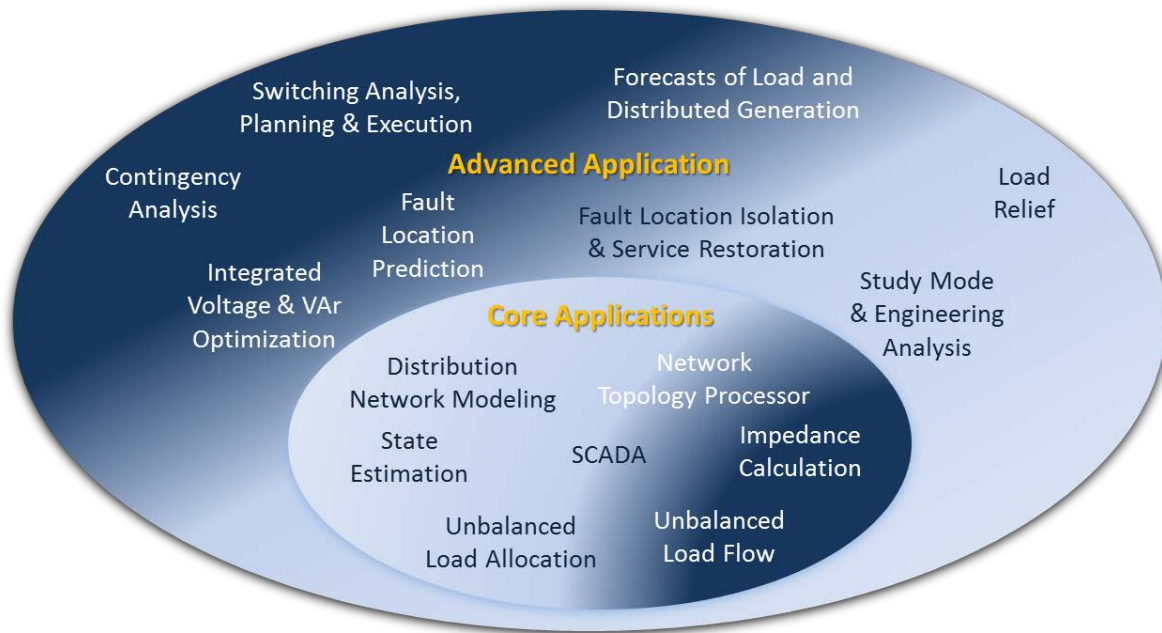 Switching Analysis,
Planning & Execution
Forecasts of Load and
Distributed Generation
Advanced Application
Contingency
Analysis
Fault
Location
Prediction
Fault Location Isolation
& Service Restoration
Load
Relief
Integrated
Voltage & VAr
Optimization
Study Mode
& Engineering
Analysis
Core Applications
Distribution
Network Modeling
Network
Topology Processor
State
Estimation
SCADA
Impedance
Calculation
Unbalanced
Load Allocation
Unbalanced
Load Flow